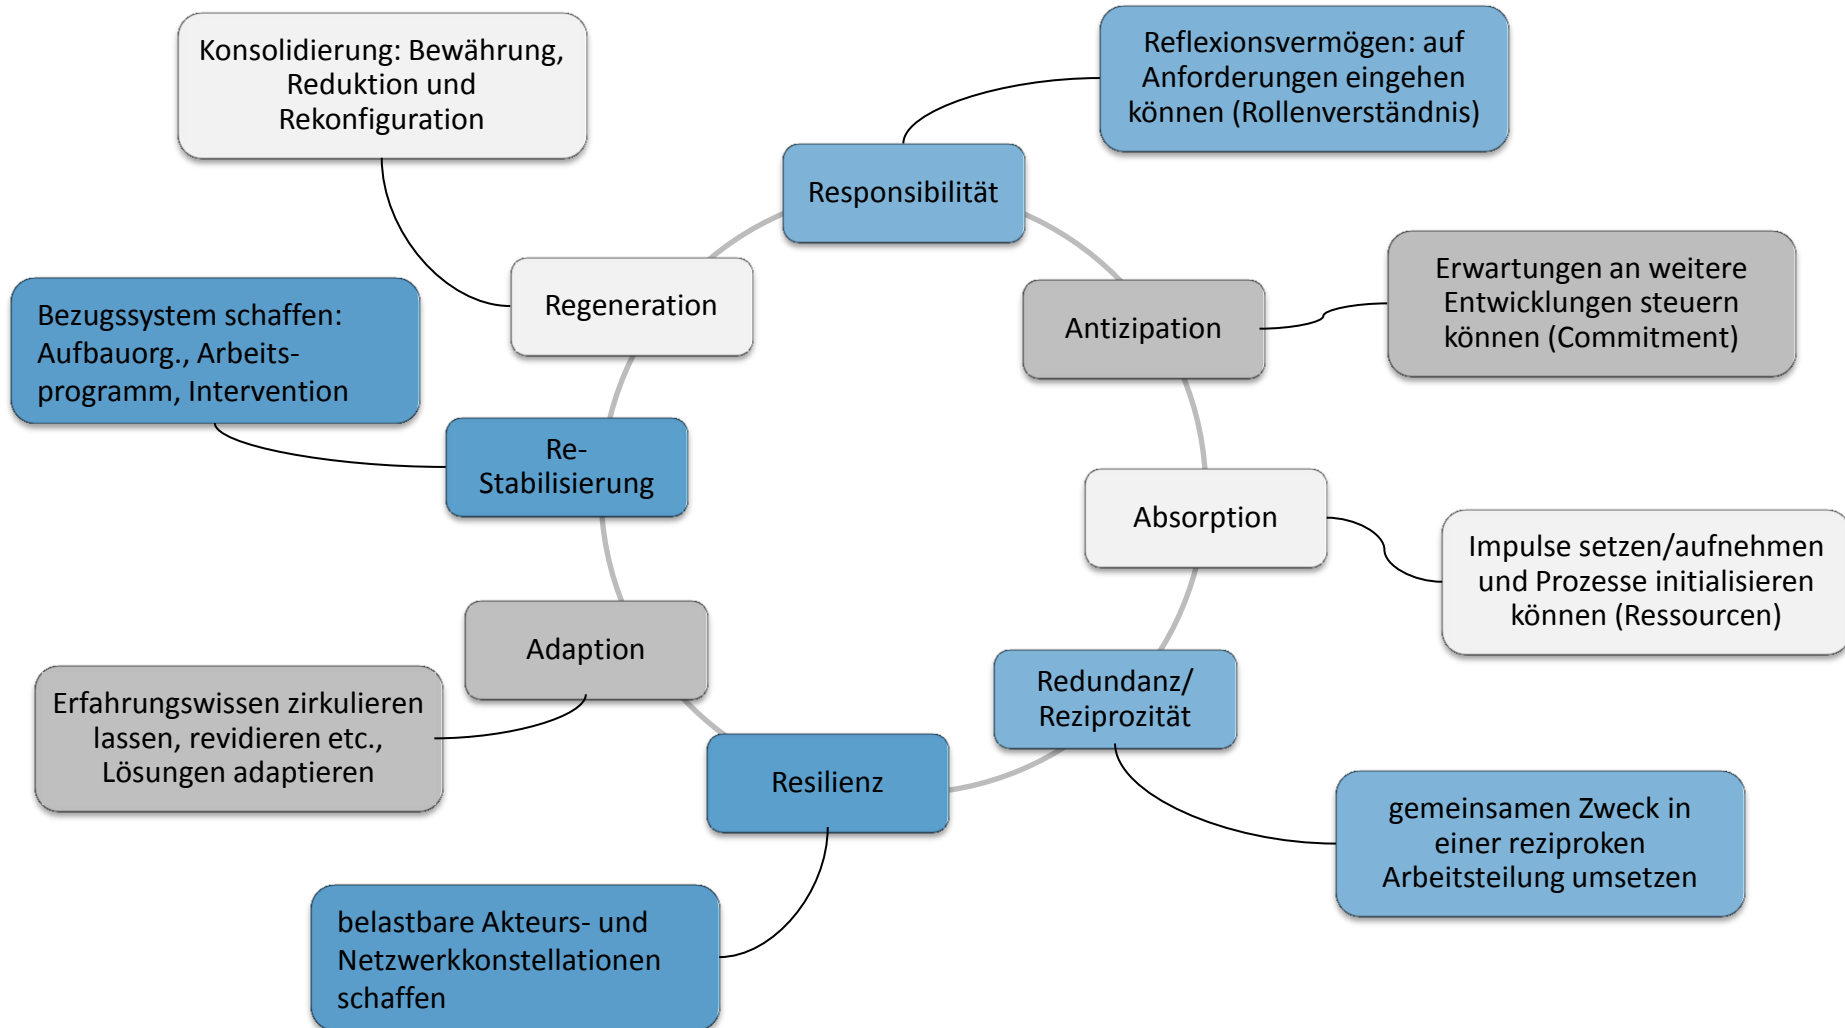 Konsolidierung: Bewährung,
Reduktion und
Rekonfiguration
Reflexionsvermögen: auf
Anforderungen eingehen
können (Rollenverständnis)
Responsibilität
Regeneration
Antizipation
Erwartungen an weitere
Entwicklungen steuern
können (Commitment)
Bezugssystem schaffen:
Aufbauorg., Arbeits-
programm, Intervention
Re-
Stabilisierung
Absorption
Impulse setzen/aufnehmen
und Prozesse initialisieren
können (Ressourcen)
Adaption
Redundanz/
Reziprozität
Erfahrungswissen zirkulieren
lassen, revidieren etc.,
Lösungen adaptieren
Resilienz
gemeinsamen Zweck in
einer reziproken
Arbeitsteilung umsetzen
belastbare Akteurs- und
Netzwerkkonstellationen
schaffen